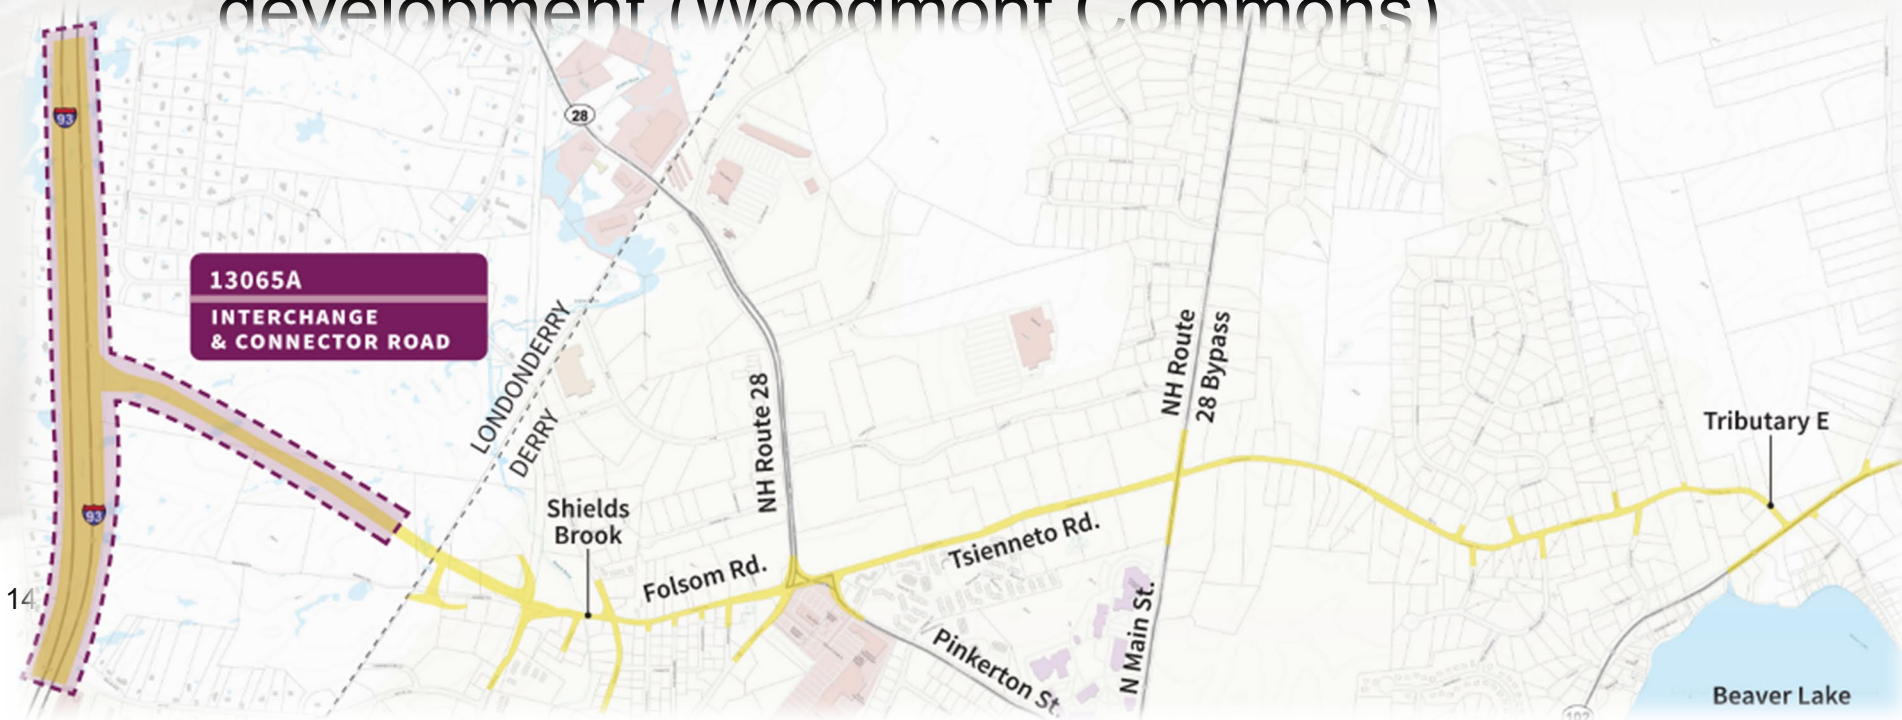 development (Woodmont Commons)
93
28
13065A
INTERCHANGE
& CONNECTOR ROAD
LONDONDERRY
DERRY
NH Route 28
NH Route
28 Bypass
Tributary E
93
Shields
Brook
Folsom Rd.
Tsienneto Rd.
14
Pinkerton St.
N Main St.
Beaver Lake
102